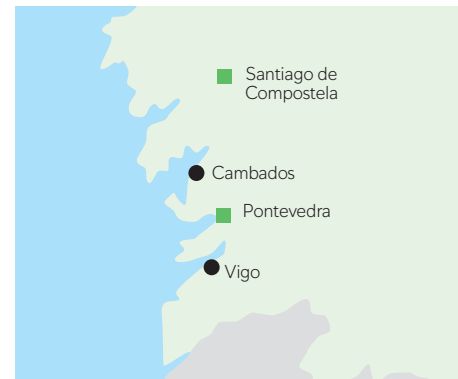 Santiago de
Compostela
Cambados
Pontevedra
Vigo